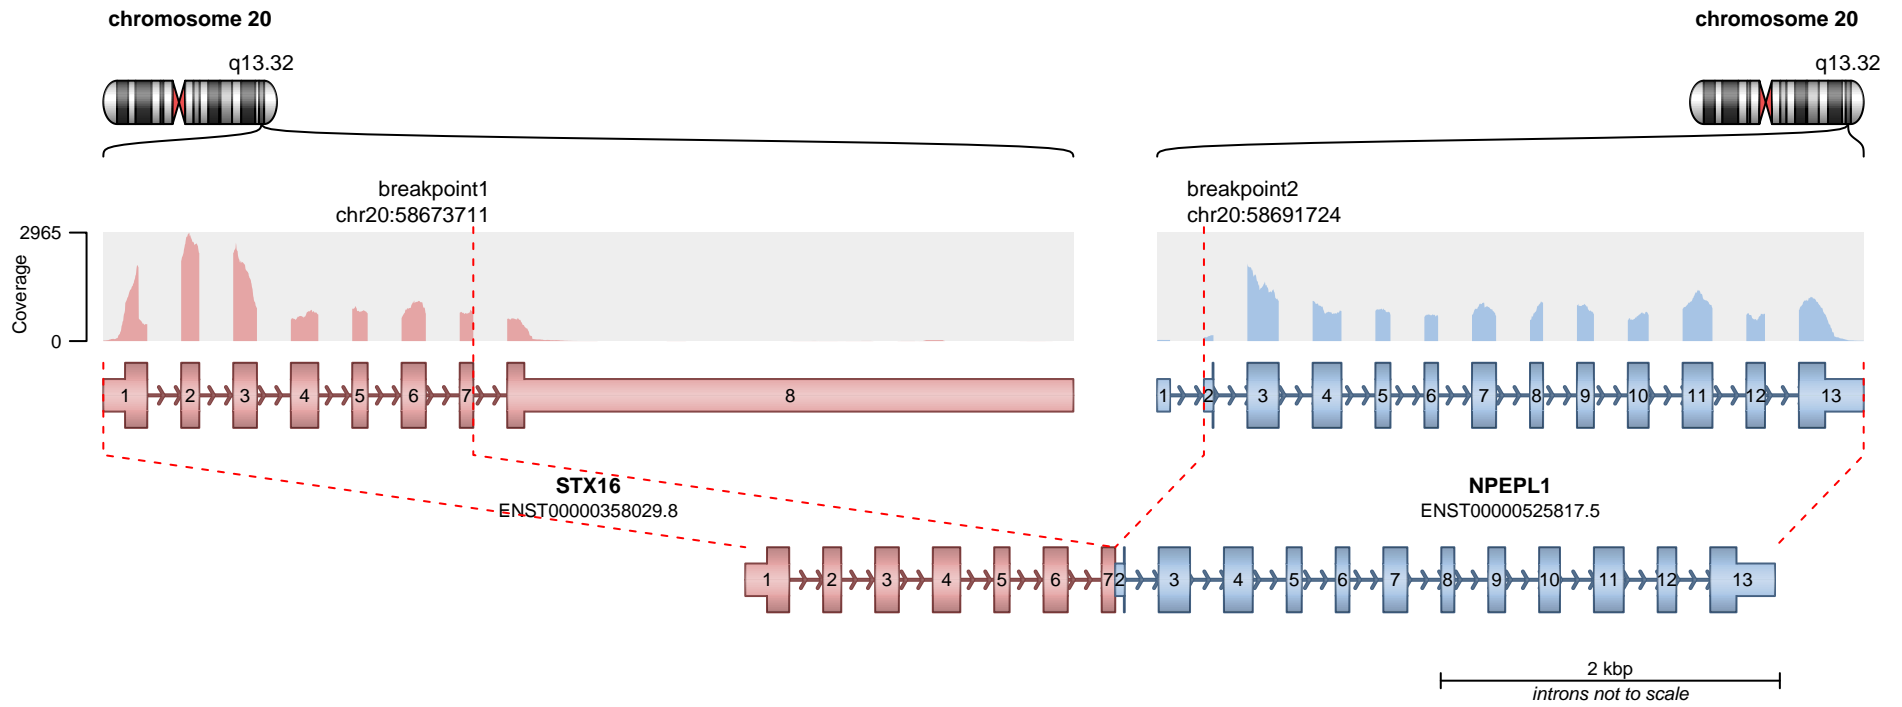 chromosome 20
chromosome 20
q13.32
q13.32
breakpoint1
chr20:58673711
breakpoint2
chr20:58691724
2965
Coverage
0
1 2 3 4 5 6 7 8
1 2 3 4 5 6 7 8 9 10 11 12 13
STX16
ENST00000358029.8
NPEPL1
ENST00000525817.5
1 2 3 4 5 6 7 2 3 4 5 6 7 8 9 10 11 12 13
2 kbp
introns not to scale